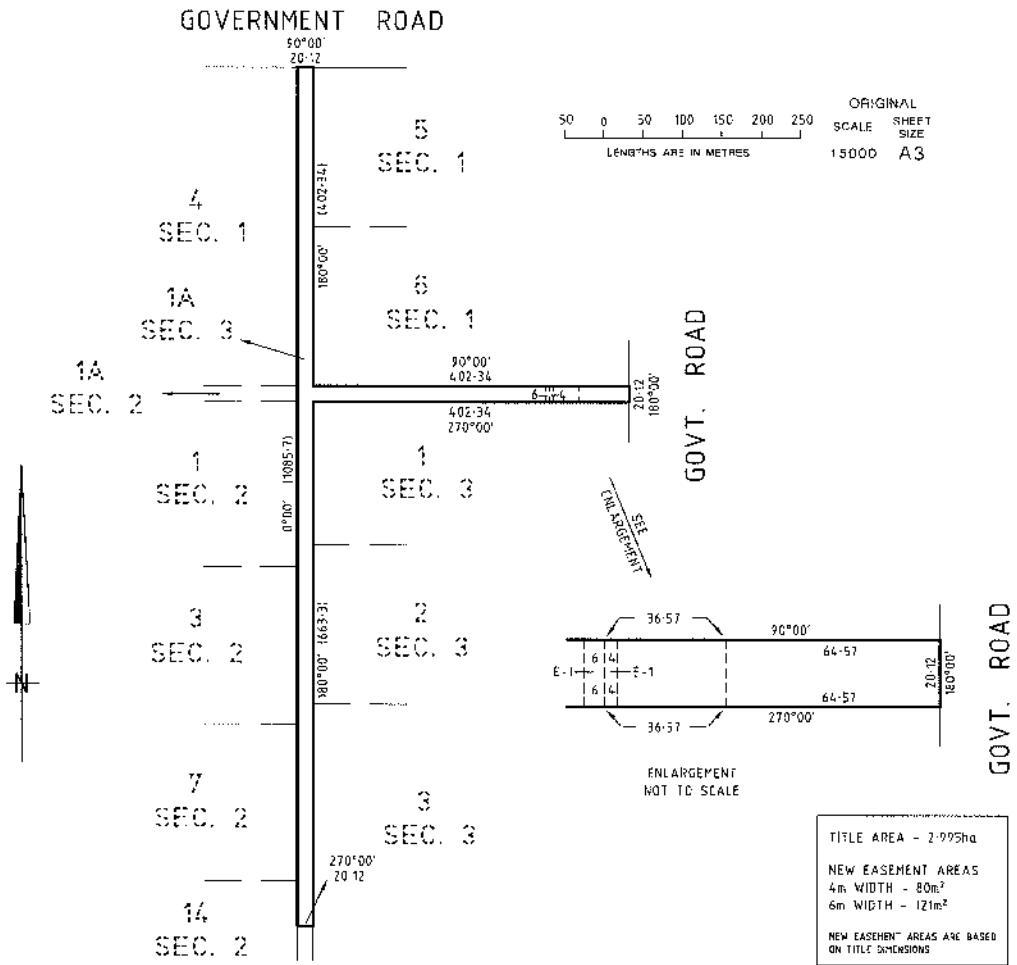 GOVERNMENT ROAD
90°00'
20·12
ORIGINAL
SCALE SHEET SIZE
50 0 50 100 150 200 250
LENGTHS ARE IN METRES
1:5000 A3
5
SEC. 1
(402·34)
180°00'
4
SEC. 1
1A
SEC. 3
6
SEC. 1
1A
SEC. 2
90°00'
402·34
6 4
402·34
270°00'
20·12
180°00'
GOVT. ROAD
0°00' (1085·7)
1
SEC. 2
1
SEC. 3
SEE
ENLARGEMENT
3
SEC. 2
180°00' (663·3)
2
SEC. 3
N
36·57
90°00'
64·57
6 4
E-1 E-1
6 4
20·12
180°00'
64·57
36·57
270°00'
GOVT. ROAD
ENLARGEMENT
NOT TO SCALE
7
SEC. 2
3
SEC. 3
270°00'
20·12
14
SEC. 2
TITLE AREA - 2·995ha
NEW EASEMENT AREAS
4m WIDTH - 80m²
6m WIDTH - 121m²
NEW EASEMENT AREAS ARE BASED
ON TITLE DIMENSIONS